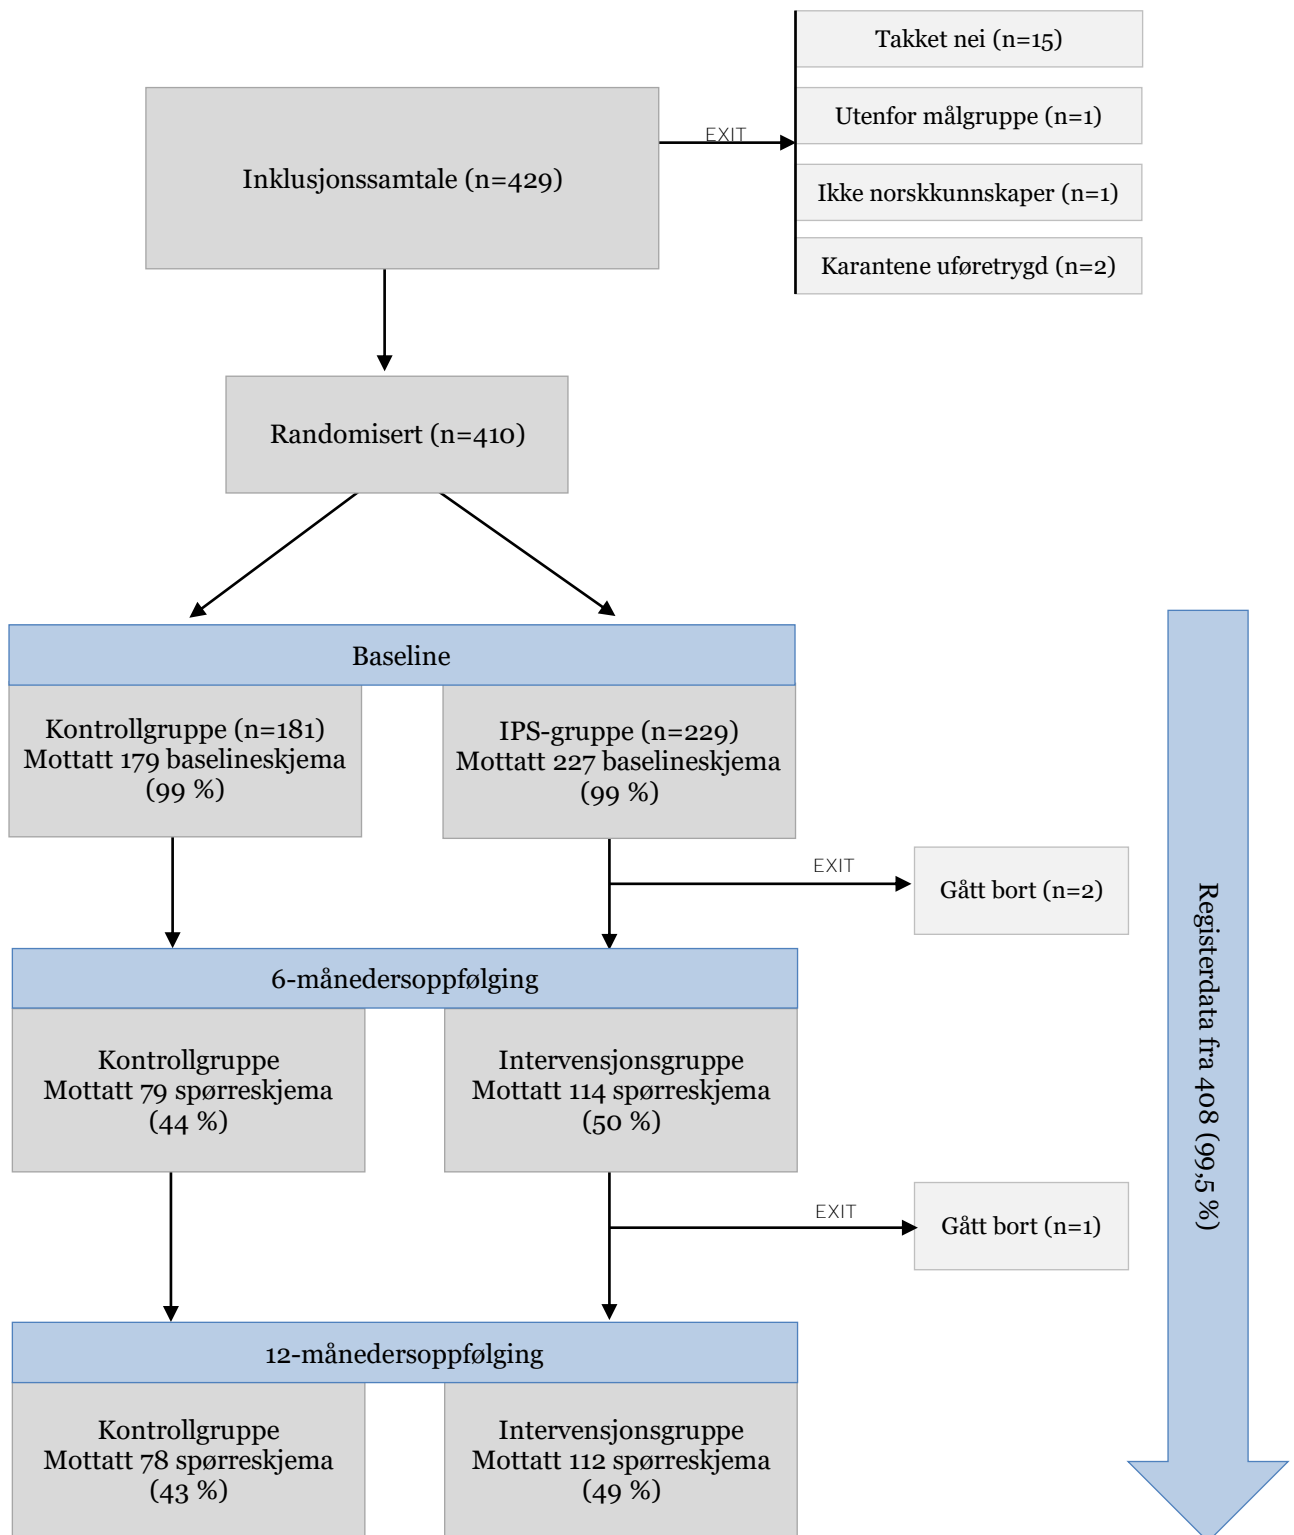 Takket nei (n=15)
Utenfor målgruppe (n=1)
Inklusjonssamtale (n=429)
EXIT
Ikke norskkunnskaper (n=1)
Karantene uføretrygd (n=2)
Randomisert (n=410)
Baseline
Kontrollgruppe (n=181)
Mottatt 179 baselineskjema
(99 %)
IPS-gruppe (n=229)
Mottatt 227 baselineskjema
(99 %)
EXIT
Gått bort (n=2)
6-månedersoppfølging
Kontrollgruppe
Mottatt 79 spørreskjema
(44 %)
Intervensjonsgruppe
Mottatt 114 spørreskjema
(50 %)
EXIT
Gått bort (n=1)
12-månedersoppfølging
Kontrollgruppe
Mottatt 78 spørreskjema
(43 %)
Intervensjonsgruppe
Mottatt 112 spørreskjema
(49 %)
Registerdata fra 408 (99,5 %)